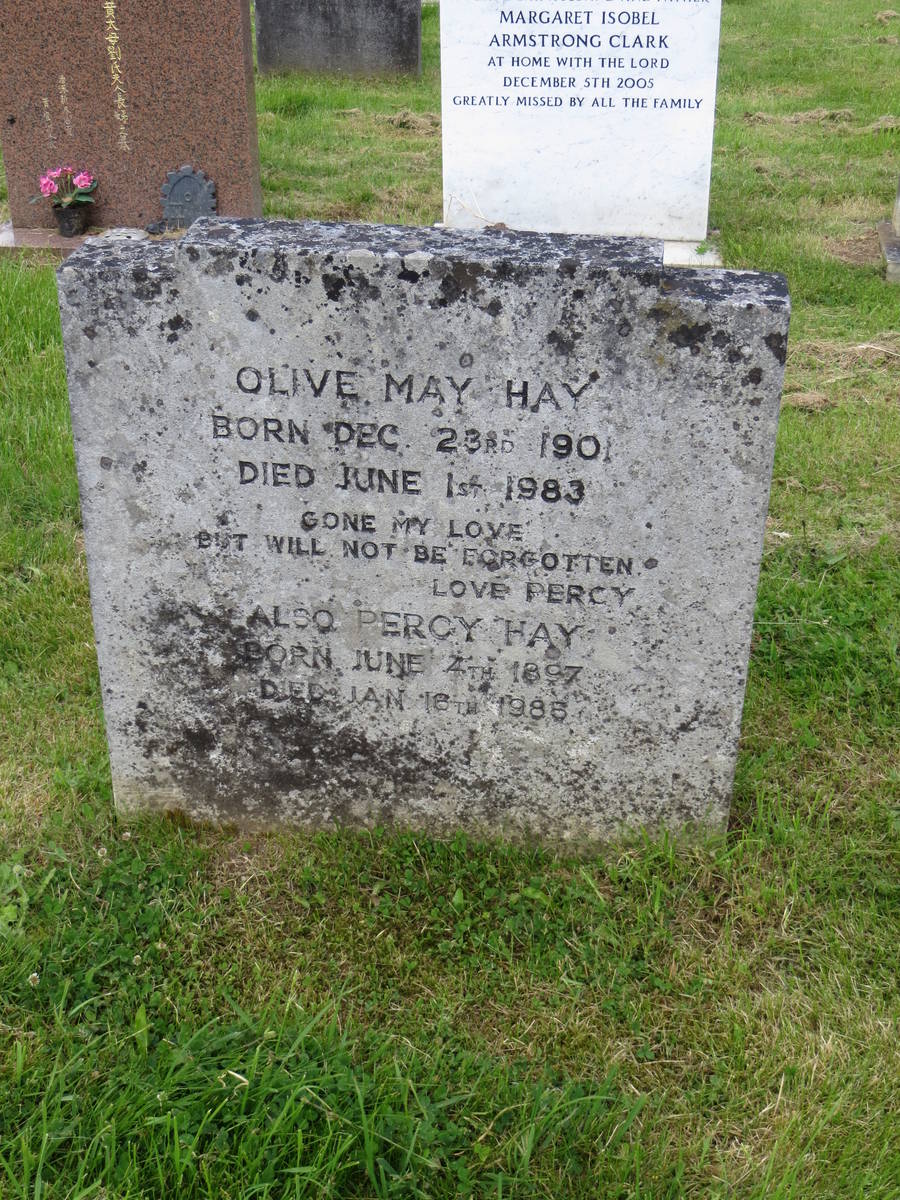 MARGARET ISOBEL
ARMSTRONG CLARK
AT HOME WITH THE LORD
DECEMBER 5TH 2005
GREATLY MISSED BY ALL THE FAMILY
OLIVE MAY HAY
BORN DEC. 23RD 1901
DIED JUNE 1ST 1983
GONE MY LOVE
BUT WILL NOT BE FORGOTTEN.
LOVE PERCY
ALSO PERCY HAY
BORN JUNE 4TH 1897
DIED JAN 16TH 1985